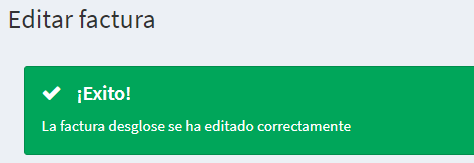 Editar factura
¡Exito!
La factura desglose se ha editado correctamente